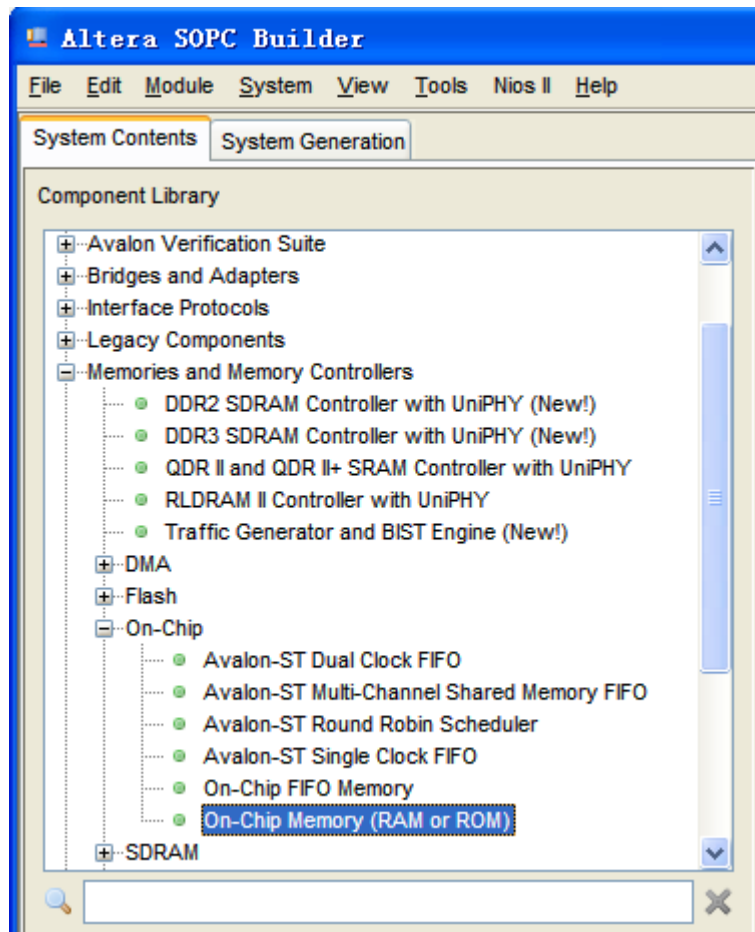 Altera SOPC Builder
File Edit Module System View Tools Nios II Help
System Contents System Generation
Component Library
Avalon Verification Suite
Bridges and Adapters
Interface Protocols
Legacy Components
Memories and Memory Controllers
DDR2 SDRAM Controller with UniPHY (New!)
DDR3 SDRAM Controller with UniPHY (New!)
QDR II and QDR II+ SRAM Controller with UniPHY
RLDRAM II Controller with UniPHY
Traffic Generator and BIST Engine (New!)
DMA
Flash
On-Chip
Avalon-ST Dual Clock FIFO
Avalon-ST Multi-Channel Shared Memory FIFO
Avalon-ST Round Robin Scheduler
Avalon-ST Single Clock FIFO
On-Chip FIFO Memory
On-Chip Memory (RAM or ROM)
SDRAM